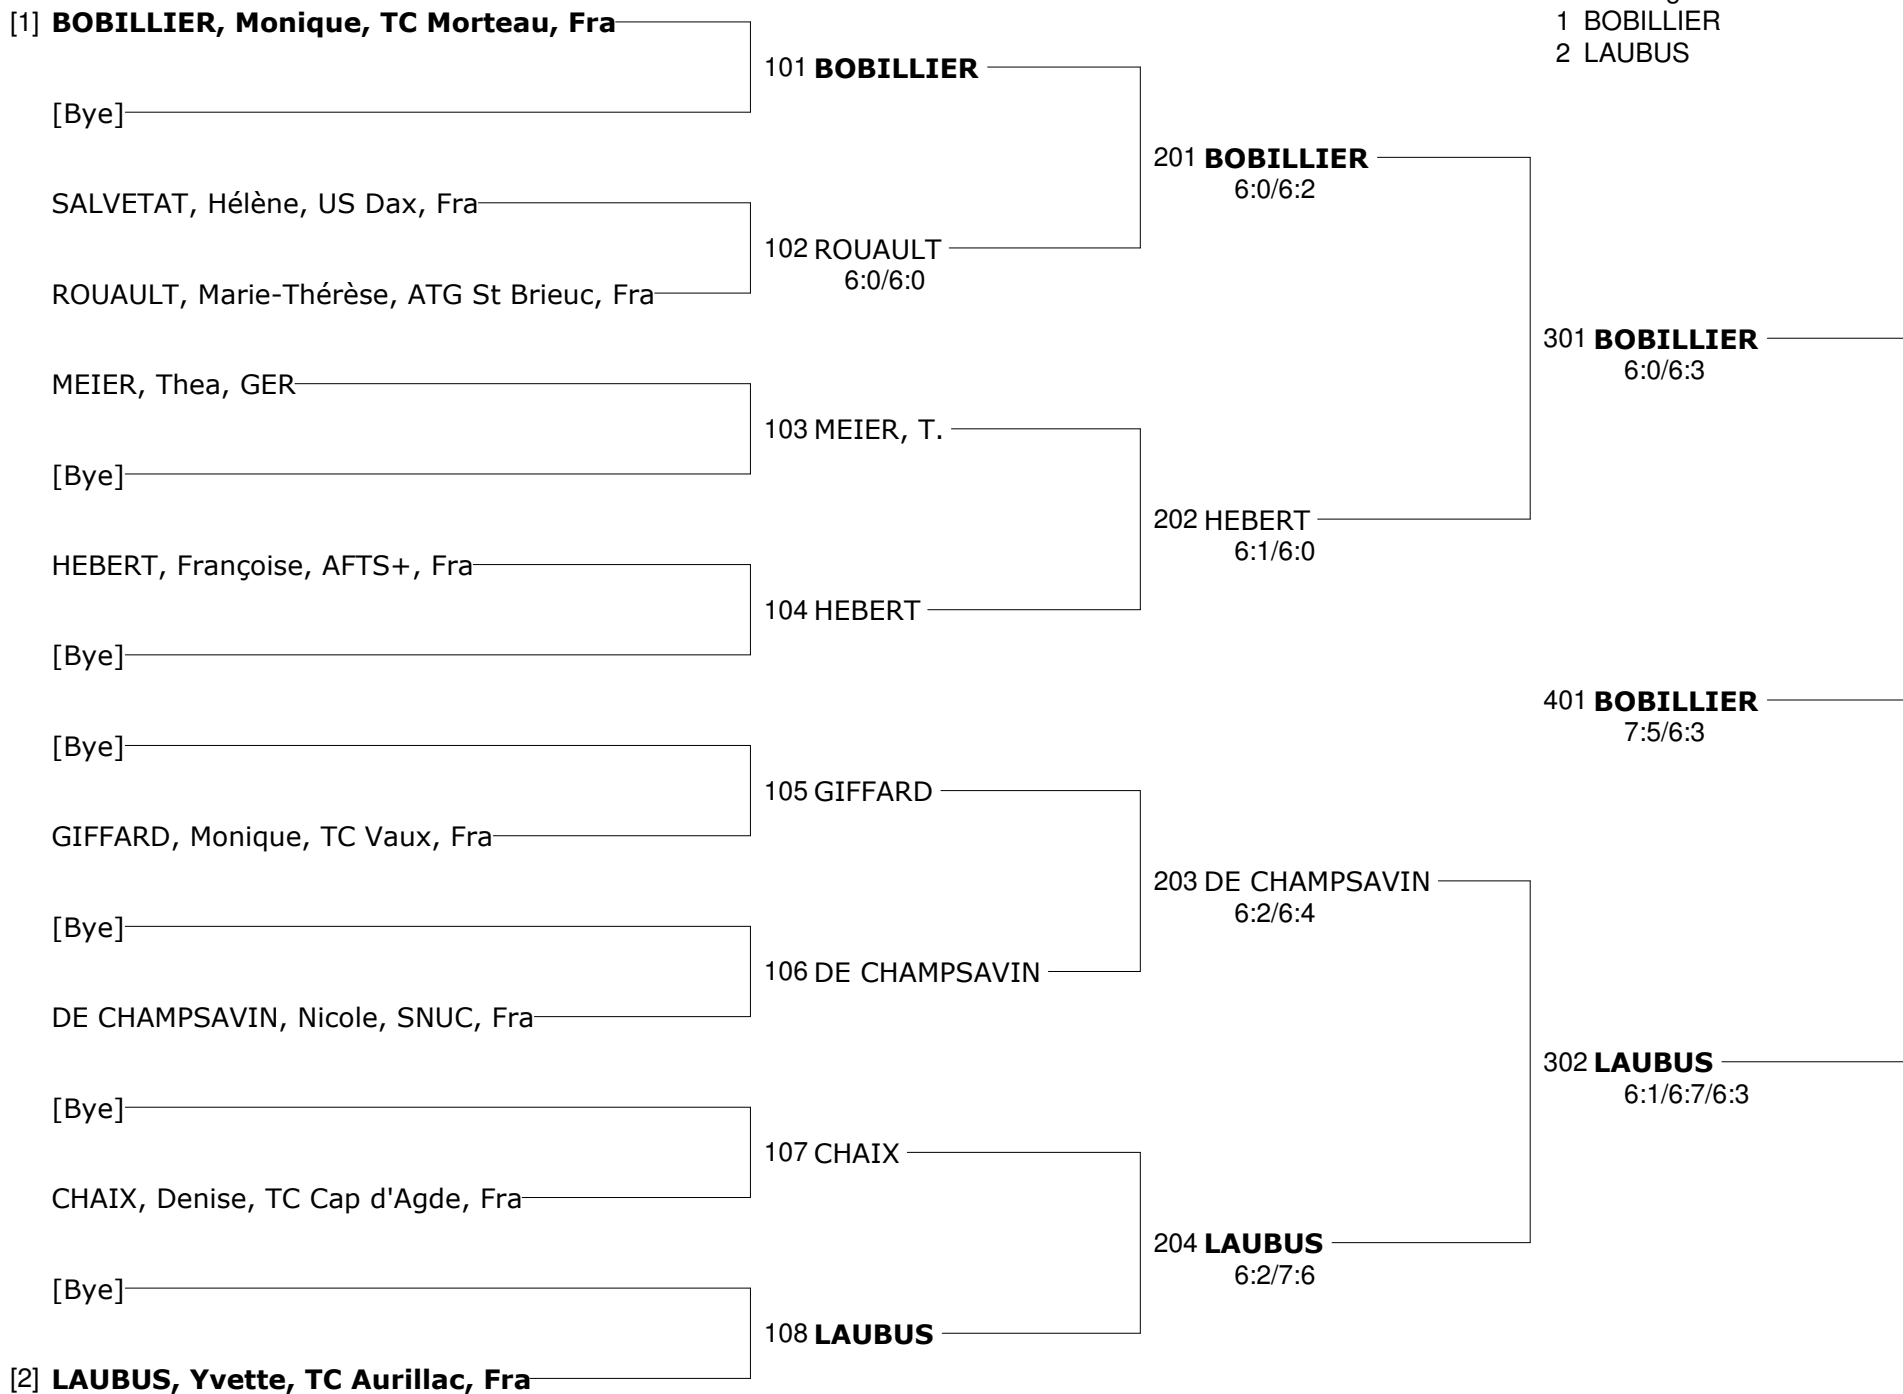 [1] BOBILLIER, Monique, TC Morteau, Fra
1 BOBILLIER
2 LAUBUS
101 BOBILLIER
[Bye]
201 BOBILLIER
6:0/6:2
SALVETAT, Hélène, US Dax, Fra
102 ROUAULT
6:0/6:0
ROUAULT, Marie-Thérèse, ATG St Brieuc, Fra
301 BOBILLIER
6:0/6:3
MEIER, Thea, GER
103 MEIER, T.
[Bye]
202 HEBERT
6:1/6:0
HEBERT, Françoise, AFTS+, Fra
104 HEBERT
[Bye]
401 BOBILLIER
7:5/6:3
[Bye]
105 GIFFARD
GIFFARD, Monique, TC Vaux, Fra
203 DE CHAMPSAVIN
6:2/6:4
[Bye]
106 DE CHAMPSAVIN
DE CHAMPSAVIN, Nicole, SNUC, Fra
302 LAUBUS
6:1/6:7/6:3
[Bye]
107 CHAIX
CHAIX, Denise, TC Cap d'Agde, Fra
204 LAUBUS
6:2/7:6
[Bye]
108 LAUBUS
[2] LAUBUS, Yvette, TC Aurillac, Fra